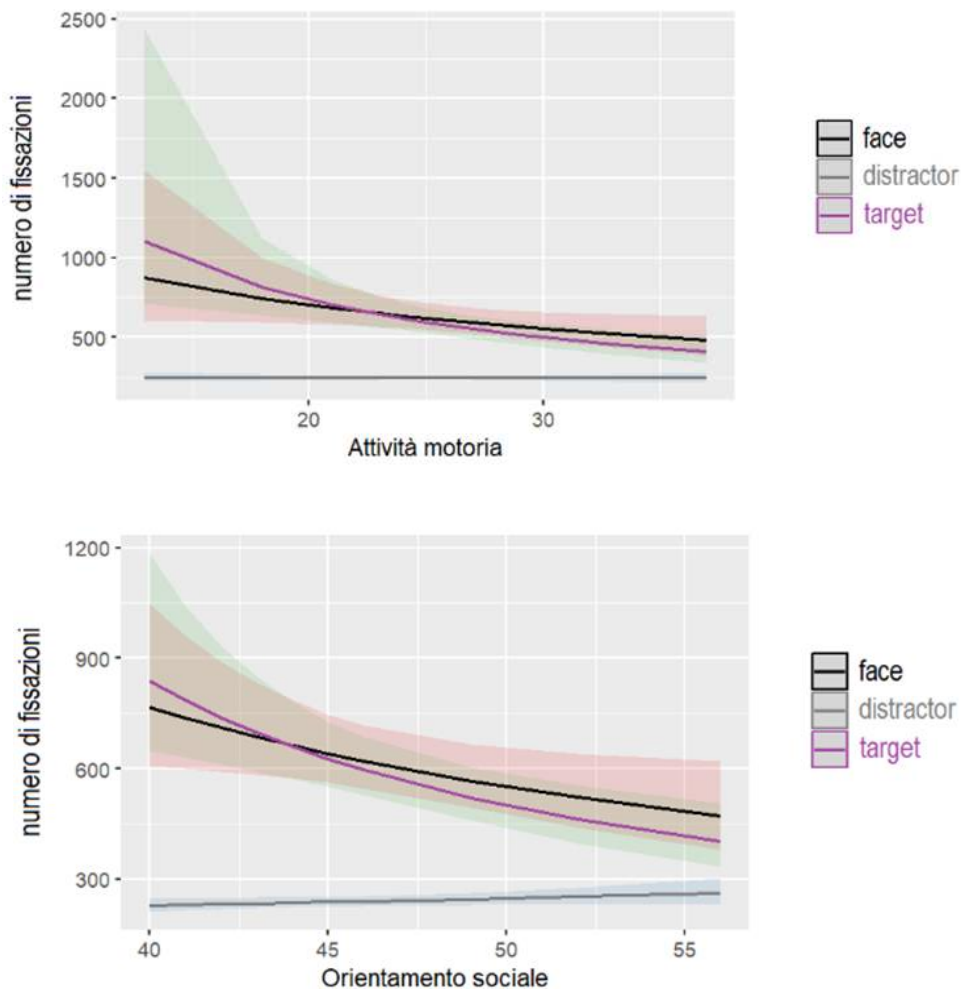 2500
2000
1500
1000
500
numero di fissazioni
20
30
Attività motoria
face
distractor
target
1200
900
600
300
numero di fissazioni
40
45
50
55
Orientamento sociale
face
distractor
target